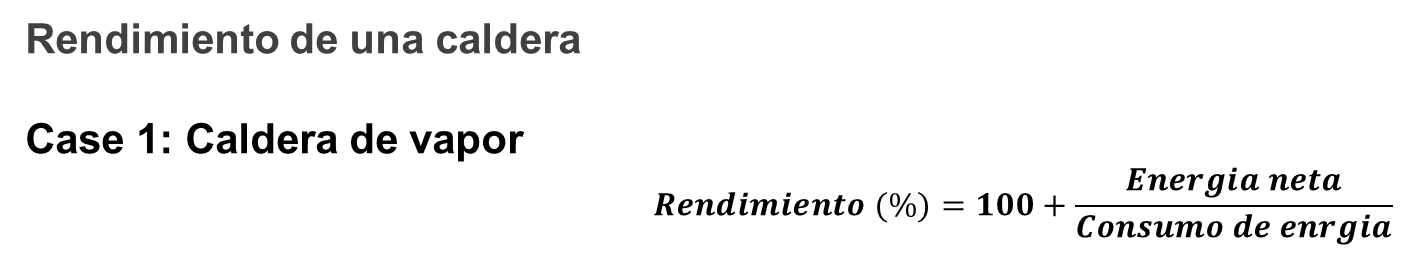 Rendimiento de una caldera
Case 1: Caldera de vapor
Rendimiento (%) = 100 + Energia neta / Consumo de enrgia